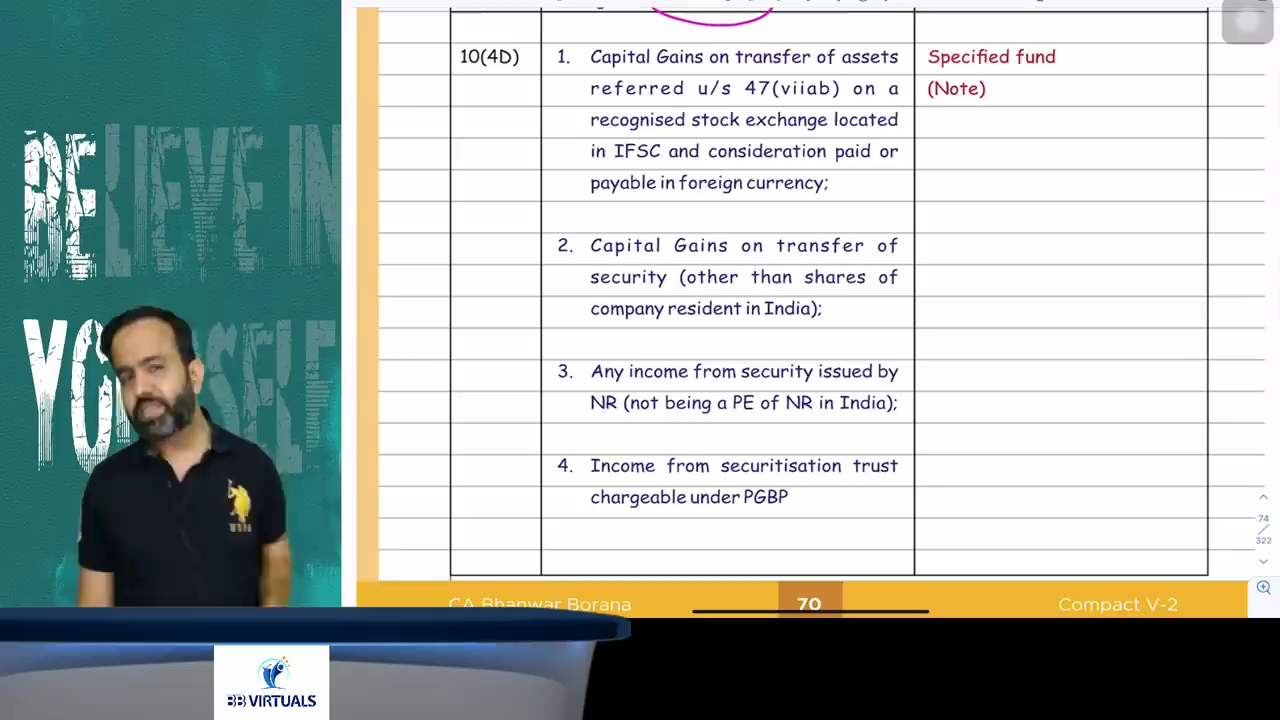 BELIEVE IN
10(4D)
1. Capital Gains on transfer of assets
referred u/s 47(viiab) on a
recognised stock exchange located
in IFSC and consideration paid or
payable in foreign currency;
Specified fund
(Note)
2. Capital Gains on transfer of
security (other than shares of
company resident in India);
3. Any income from security issued by
NR (not being a PE of NR in India);
4. Income from securitisation trust
chargeable under PGBP
74
322
CA Bhanwar Borana
70
Compact V-2
BB VIRTUALS